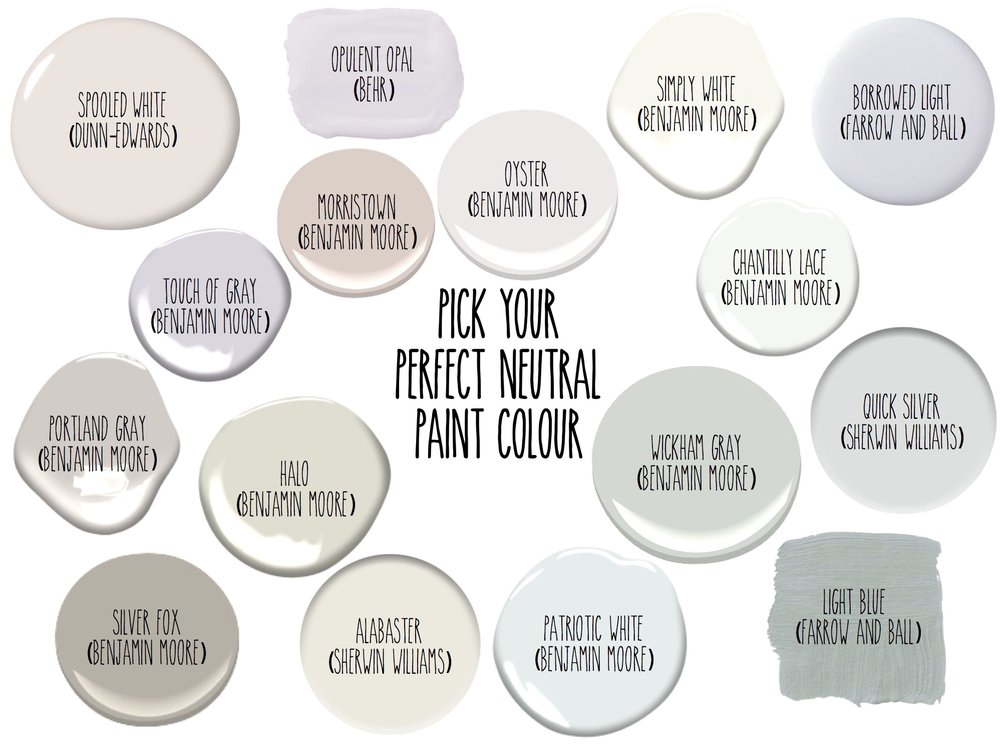 SPOOLED WHITE
(DUNN-EDWARDS)
OPULENT OPAL
(BEHR)
SIMPLY WHITE
(BENJAMIN MOORE)
BORROWED LIGHT
(FARROW AND BALL)
MORRISTOWN
(BENJAMIN MOORE)
OYSTER
(BENJAMIN MOORE)
TOUCH OF GRAY
(BENJAMIN MOORE)
CHANTILLY LACE
(BENJAMIN MOORE)
PICK YOUR
PERFECT NEUTRAL
PAINT COLOUR
PORTLAND GRAY
(BENJAMIN MOORE)
HALO
(BENJAMIN MOORE)
WICKHAM GRAY
(BENJAMIN MOORE)
QUICK SILVER
(SHERWIN WILLIAMS)
SILVER FOX
(BENJAMIN MOORE)
ALABASTER
(SHERWIN WILLIAMS)
PATRIOTIC WHITE
(BENJAMIN MOORE)
LIGHT BLUE
(FARROW AND BALL)